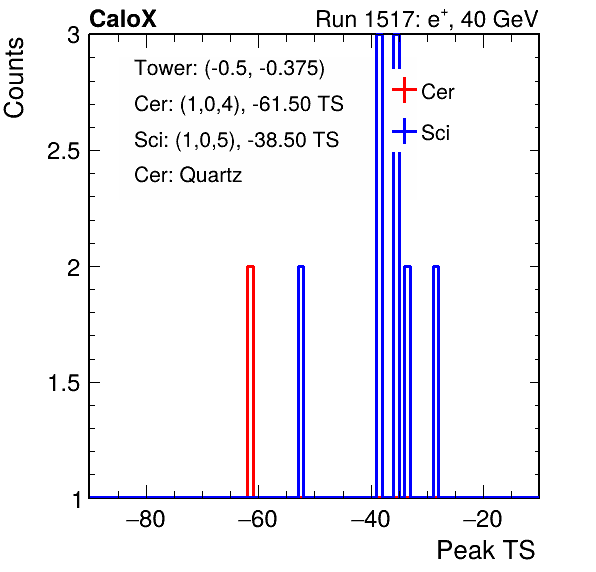 CaloX Run 1517: e⁺, 40 GeV
Counts
Tower: (-0.5, -0.375)
Cer: (1,0,4), -61.50 TS
Sci: (1,0,5), -38.50 TS
Cer: Quartz
Cer
Sci
3
2.5
2
1.5
1
−80 −60 −40 −20
Peak TS